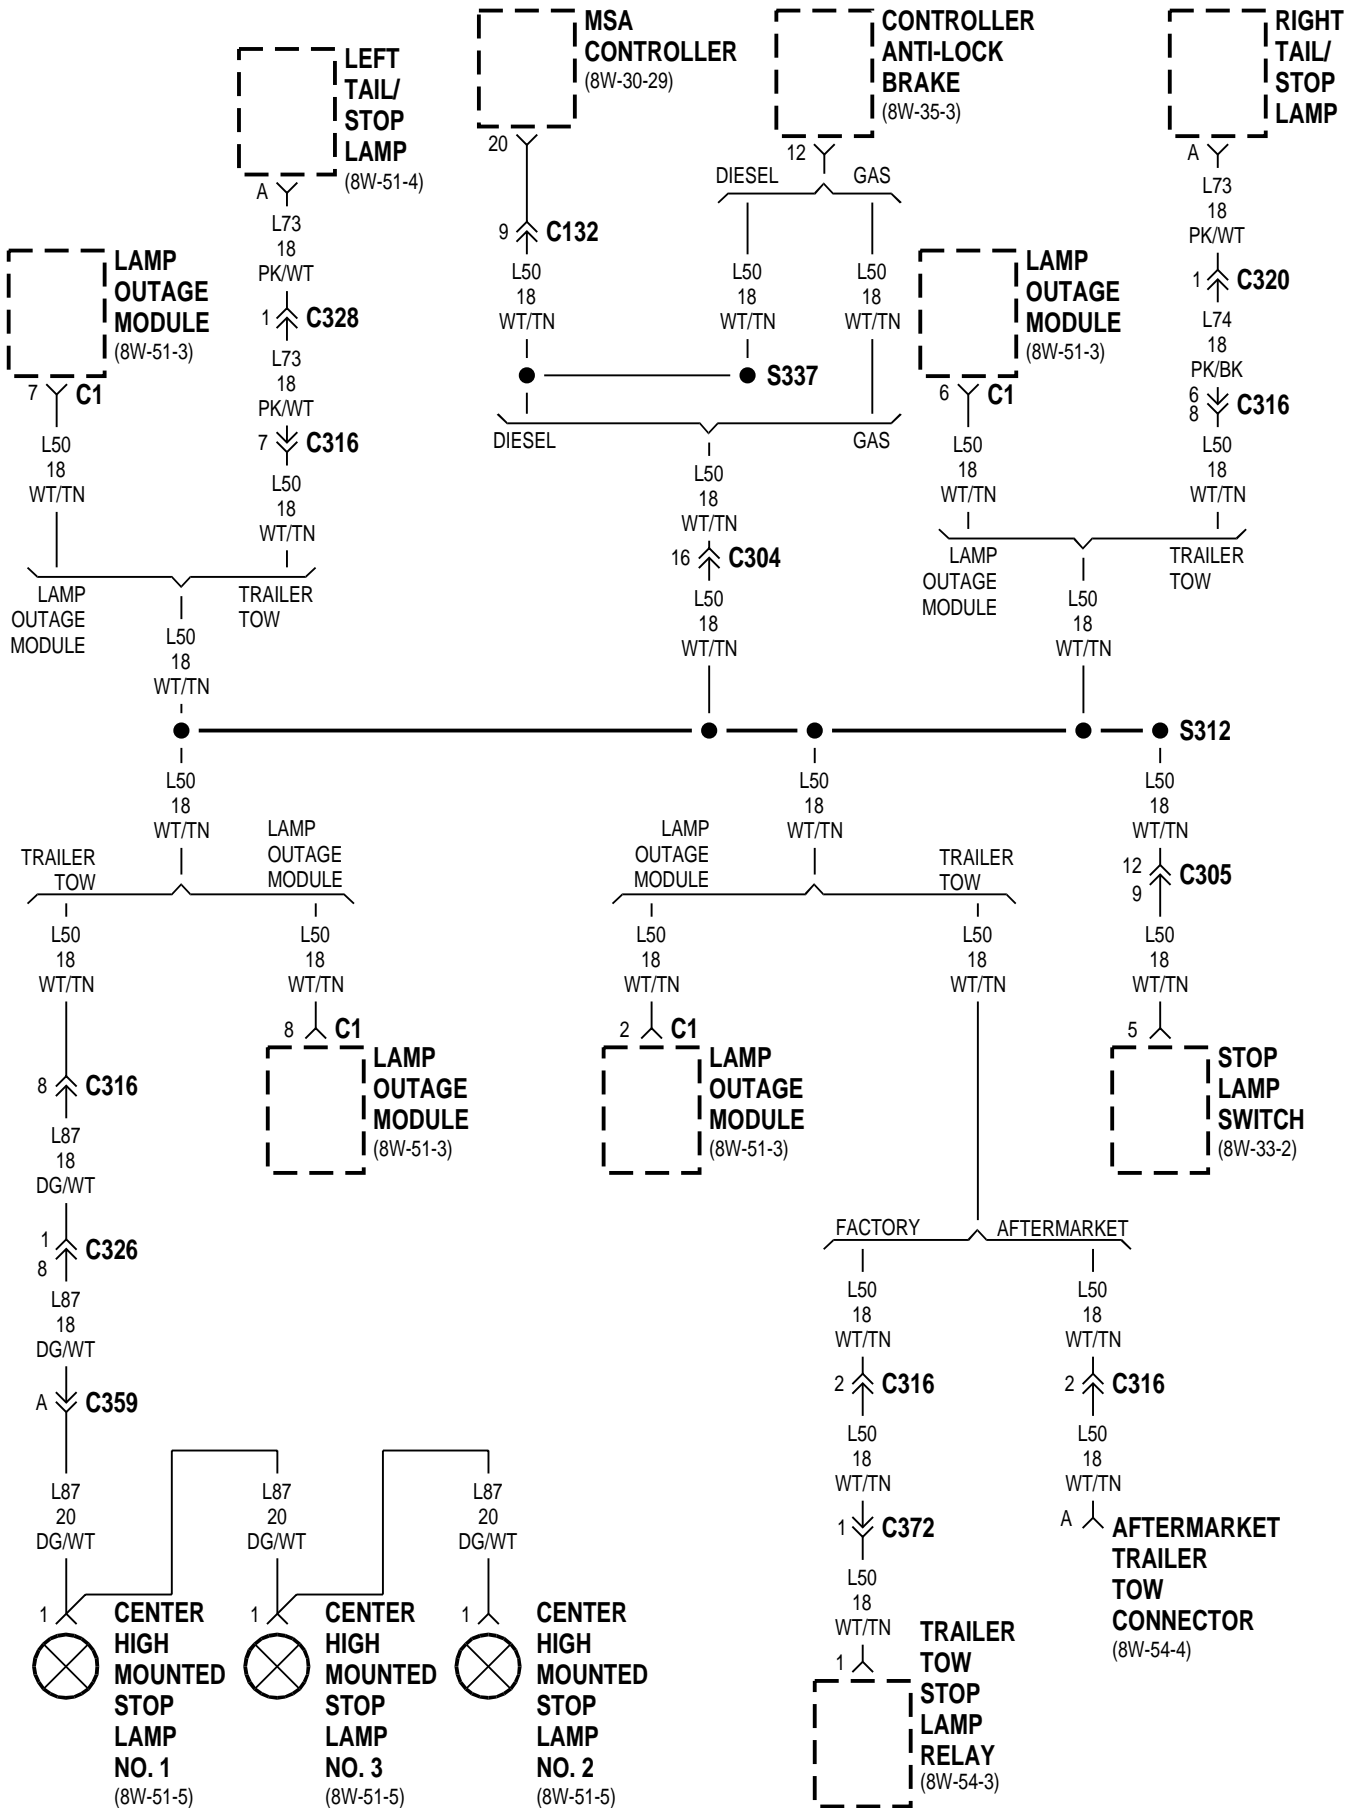 MSA
CONTROLLER
(8W-30-29)
CONTROLLER
ANTI-LOCK
BRAKE
(8W-35-3)
RIGHT
TAIL/
STOP
LAMP
LEFT
TAIL/
STOP
LAMP
(8W-51-4)
20
12
A
A
DIESEL
GAS
L73
18
PK/WT
L73
18
PK/WT
9
C132
LAMP
OUTAGE
MODULE
(8W-51-3)
L50
18
WT/TN
L50
18
WT/TN
L50
18
WT/TN
LAMP
OUTAGE
MODULE
(8W-51-3)
1
C320
1
C328
L74
18
PK/BK
L73
18
PK/WT
S337
7
C1
6
C1
6
8
C316
7
C316
DIESEL
GAS
L50
18
WT/TN
L50
18
WT/TN
L50
18
WT/TN
L50
18
WT/TN
L50
18
WT/TN
16
C304
LAMP
OUTAGE
MODULE
TRAILER
TOW
LAMP
OUTAGE
MODULE
TRAILER
TOW
L50
18
WT/TN
L50
18
WT/TN
L50
18
WT/TN
S312
L50
18
WT/TN
L50
18
WT/TN
L50
18
WT/TN
TRAILER
TOW
LAMP
OUTAGE
MODULE
LAMP
OUTAGE
MODULE
TRAILER
TOW
12
9
C305
L50
18
WT/TN
L50
18
WT/TN
L50
18
WT/TN
L50
18
WT/TN
L50
18
WT/TN
8
C1
2
C1
5
LAMP
OUTAGE
MODULE
(8W-51-3)
LAMP
OUTAGE
MODULE
(8W-51-3)
STOP
LAMP
SWITCH
(8W-33-2)
8
C316
L87
18
DG/WT
1
8
C326
FACTORY
AFTERMARKET
L87
18
DG/WT
L50
18
WT/TN
L50
18
WT/TN
A
C359
2
C316
2
C316
L50
18
WT/TN
L50
18
WT/TN
L87
20
DG/WT
L87
20
DG/WT
L87
20
DG/WT
1
C372
A
AFTERMARKET
TRAILER
TOW
CONNECTOR
(8W-54-4)
L50
18
WT/TN
1
CENTER
HIGH
MOUNTED
STOP
LAMP
NO. 1
(8W-51-5)
1
CENTER
HIGH
MOUNTED
STOP
LAMP
NO. 3
(8W-51-5)
1
CENTER
HIGH
MOUNTED
STOP
LAMP
NO. 2
(8W-51-5)
1
TRAILER
TOW
STOP
LAMP
RELAY
(8W-54-3)